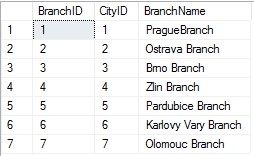 BranchID CityID BranchName
1 1 1 PragueBranch
2 2 2 Ostrava Branch
3 3 3 Brno Branch
4 4 4 Zlin Branch
5 5 5 Pardubice Branch
6 6 6 Karlovy Vary Branch
7 7 7 Olomouc Branch